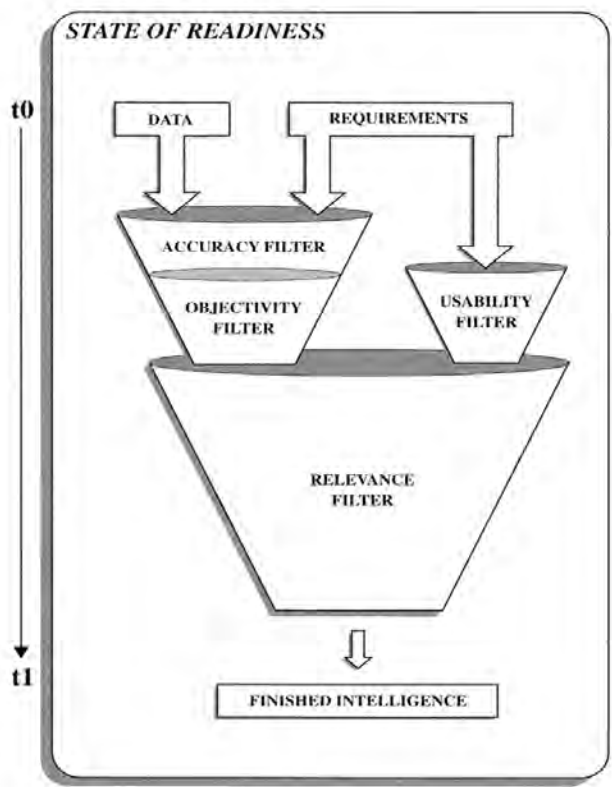 STATE OF READINESS
t0
DATA
REQUIREMENTS
ACCURACY FILTER
OBJECTIVITY
FILTER
USABILITY
FILTER
RELEVANCE
FILTER
t1
FINISHED INTELLIGENCE